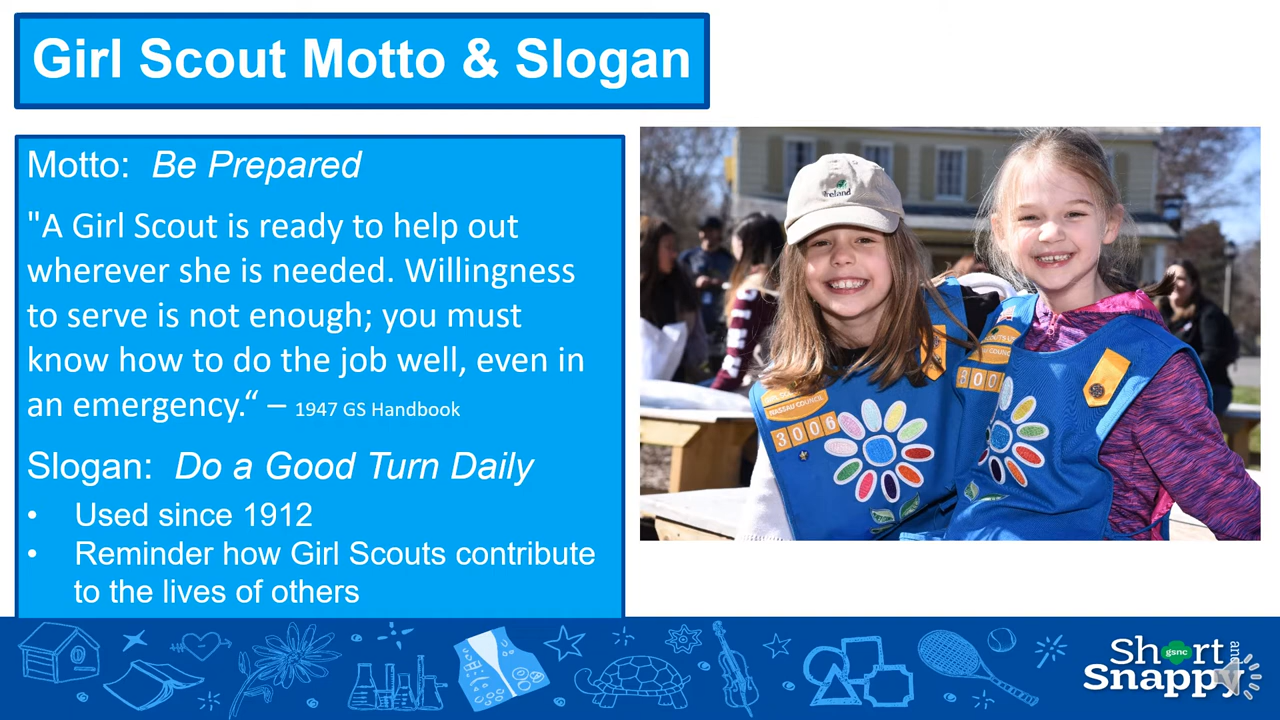 Girl Scout Motto & Slogan
Motto: Be Prepared
"A Girl Scout is ready to help out
wherever she is needed. Willingness
to serve is not enough; you must
know how to do the job well, even in
an emergency.“ – 1947 GS Handbook
Slogan: Do a Good Turn Daily
• Used since 1912
• Reminder how Girl Scouts contribute
to the lives of others
Ireland
NASSAU COUNCIL
3006
300
gsnc
Short
and
Snappy